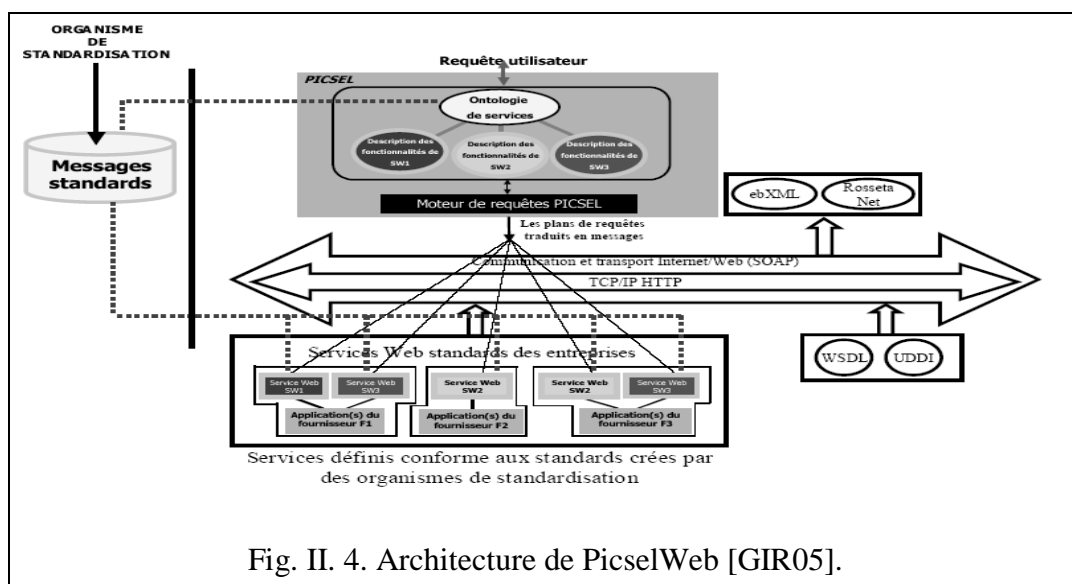 ORGANISME
DE
STANDARDISATION
Messages
standards
Requête utilisateur
PICSEL
Ontologie
de services
Description des
fonctionnalités de
SW1
Description des
fonctionnalités de
SW2
Description des
fonctionnalités de
SW3
Moteur de requêtes PICSEL
Les plans de requêtes
traduits en messages
ebXML
Rosseta
Net
Communication et transport Internet/Web (SOAP)
TCP/IP HTTP
WSDL
UDDI
Services Web standards des entreprises
Service Web
SW1
Service Web
SW3
Application(s) du
fournisseur F1
Service Web
SW2
Application(s) du
fournisseur F2
Service Web
SW2
Service Web
SW3
Application(s) du
fournisseur F3
Services définis conforme aux standards crées par
des organismes de standardisation
Fig. II. 4. Architecture de PicselWeb [GIR05].